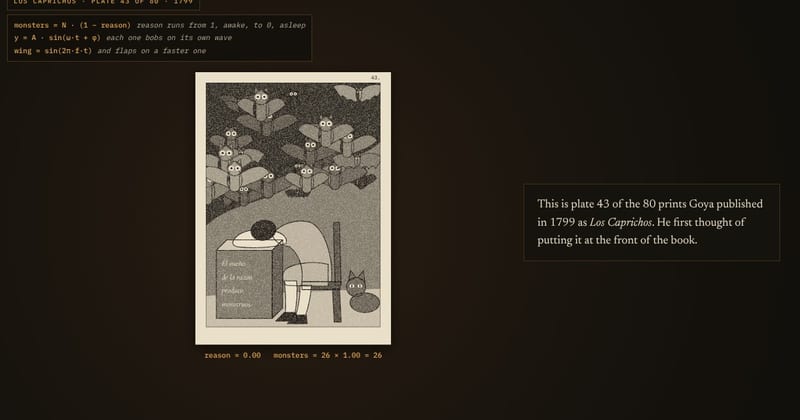 LOS CAPRICHOS · PLATE 43 OF 80 · PRINTS
monsters = N · (1 − reason) reason runs from 1, awake, to 0, asleep
y = A · sin(ω·t + φ) each one bobs on its own wave
wing = sin(2π·f·t) and flaps on a faster one
43.
El sueño
de la razon
produce
monstruos
This is plate 43 of the 80 prints Goya published
in 1799 as Los Caprichos. He first thought of
putting it at the front of the book.
reason = 0.00 monsters = 26 × 1.00 = 26